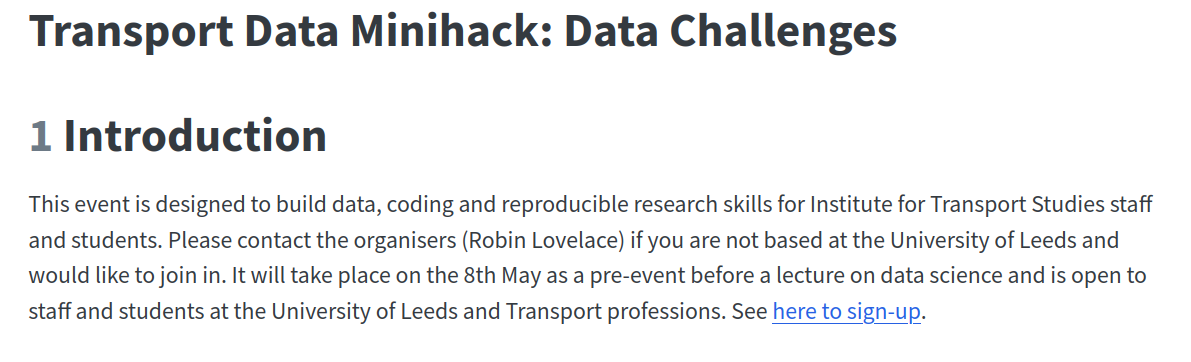 Transport Data Minihack: Data Challenges
1 Introduction
This event is designed to build data, coding and reproducible research skills for Institute for Transport Studies staff
and students. Please contact the organisers (Robin Lovelace) if you are not based at the University of Leeds and
would like to join in. It will take place on the 8th May as a pre-event before a lecture on data science and is open to
staff and students at the University of Leeds and Transport professions. See here to sign-up.